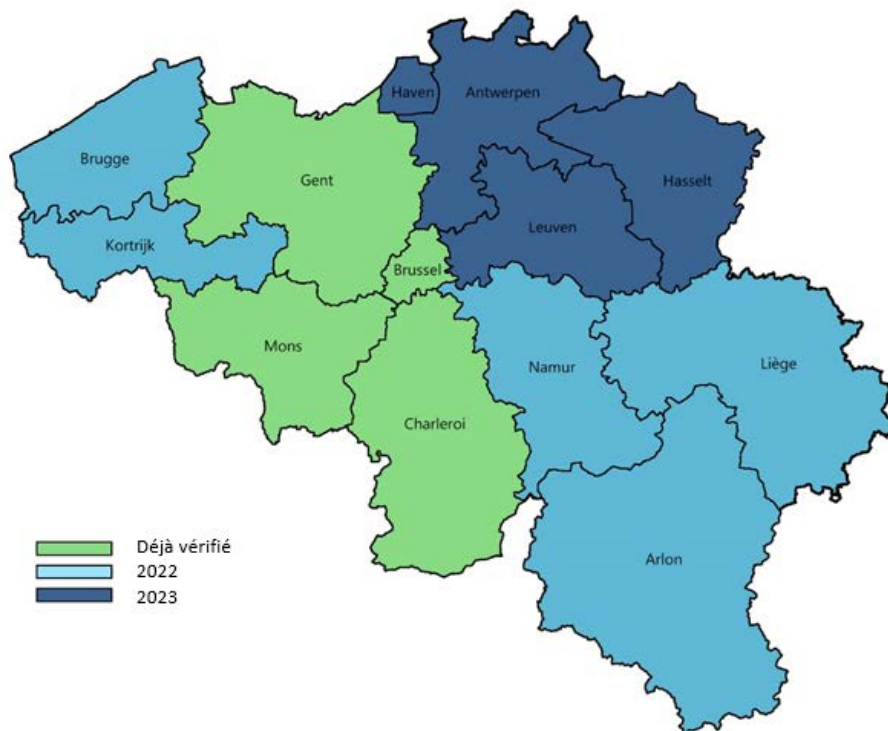 Haven
Antwerpen
Brugge
Gent
Hasselt
Leuven
Kortrijk
Brussel
Mons
Namur
Liège
Charleroi
Arlon
Déjà vérifié
2022
2023